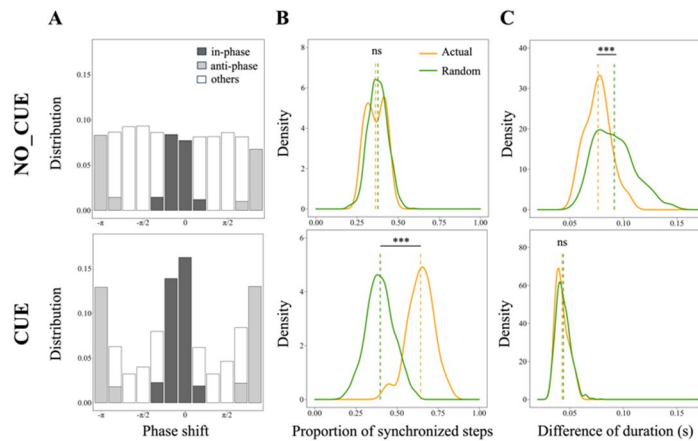 A
B
C
NO_CUE
Distribution
0.15
0.10
0.05
0.00
in-phase
anti-phase
others
-π
-π/2
0
π/2
Density
8
6
4
2
0
ns
Actual
Random
0.00
0.25
0.50
0.75
1.00
Density
40
30
20
10
0
***
0.05
0.10
0.15
CUE
Distribution
0.15
0.10
0.05
0.00
-π
-π/2
0
π/2
Phase shift
Density
6
4
2
0
***
0.00
0.25
0.50
0.75
1.00
Proportion of synchronized steps
Density
100
75
50
25
0
ns
0.05
0.10
0.15
Difference of duration (s)